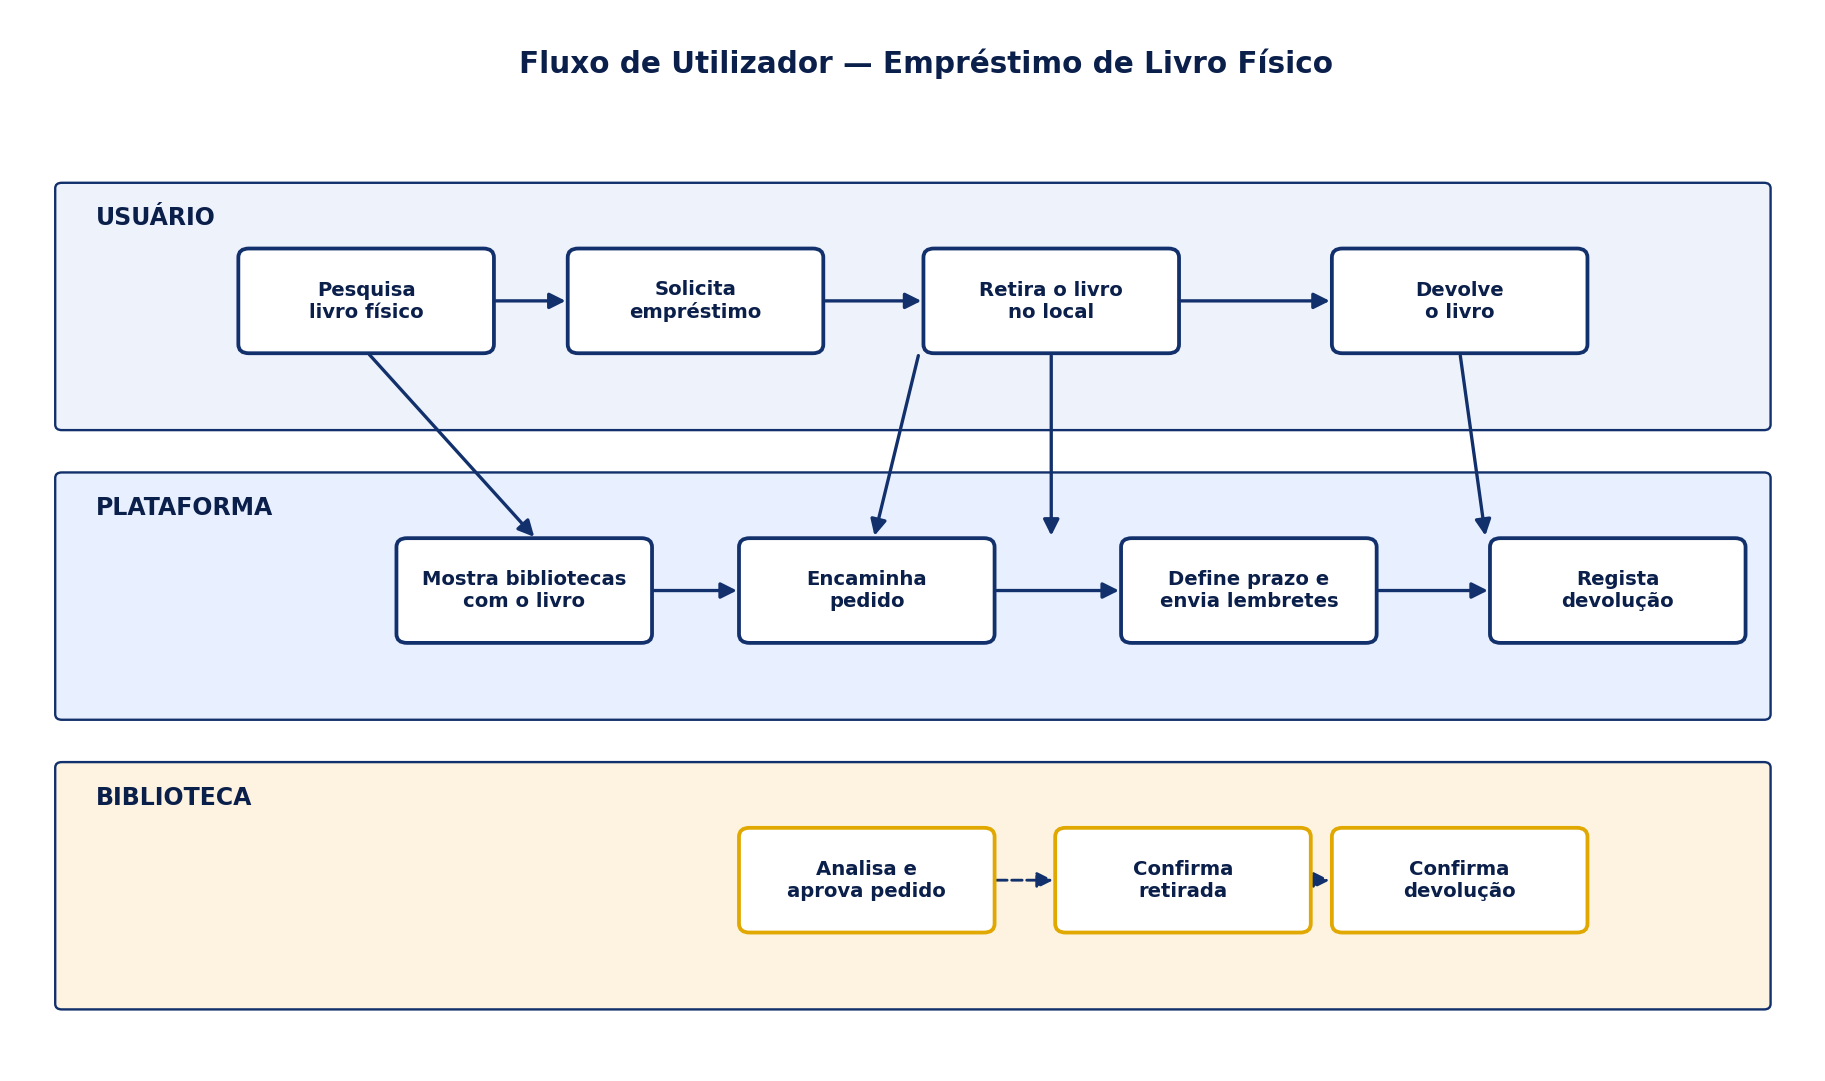 Fluxo de Utilizador — Empréstimo de Livro Físico
USUÁRIO
Pesquisa
livro físico
Solicita
empréstimo
Retira o livro
no local
Devolve
o livro
PLATAFORMA
Mostra bibliotecas
com o livro
Encaminha
pedido
Define prazo e
envia lembretes
Regista
devolução
BIBLIOTECA
Analisa e
aprova pedido
Confirma
retirada
Confirma
devolução